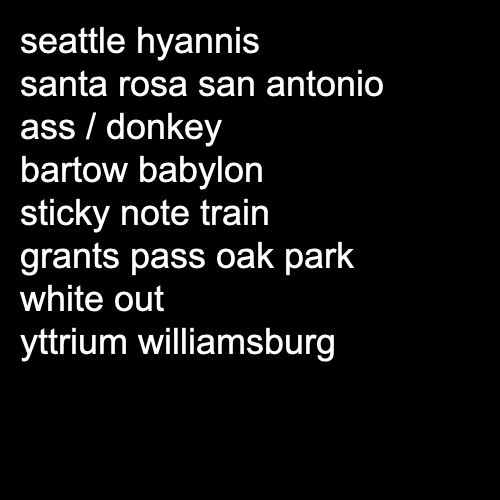 seattle hyannis
santa rosa san antonio
ass / donkey
bartow babylon
sticky note train
grants pass oak park
white out
yttrium williamsburg